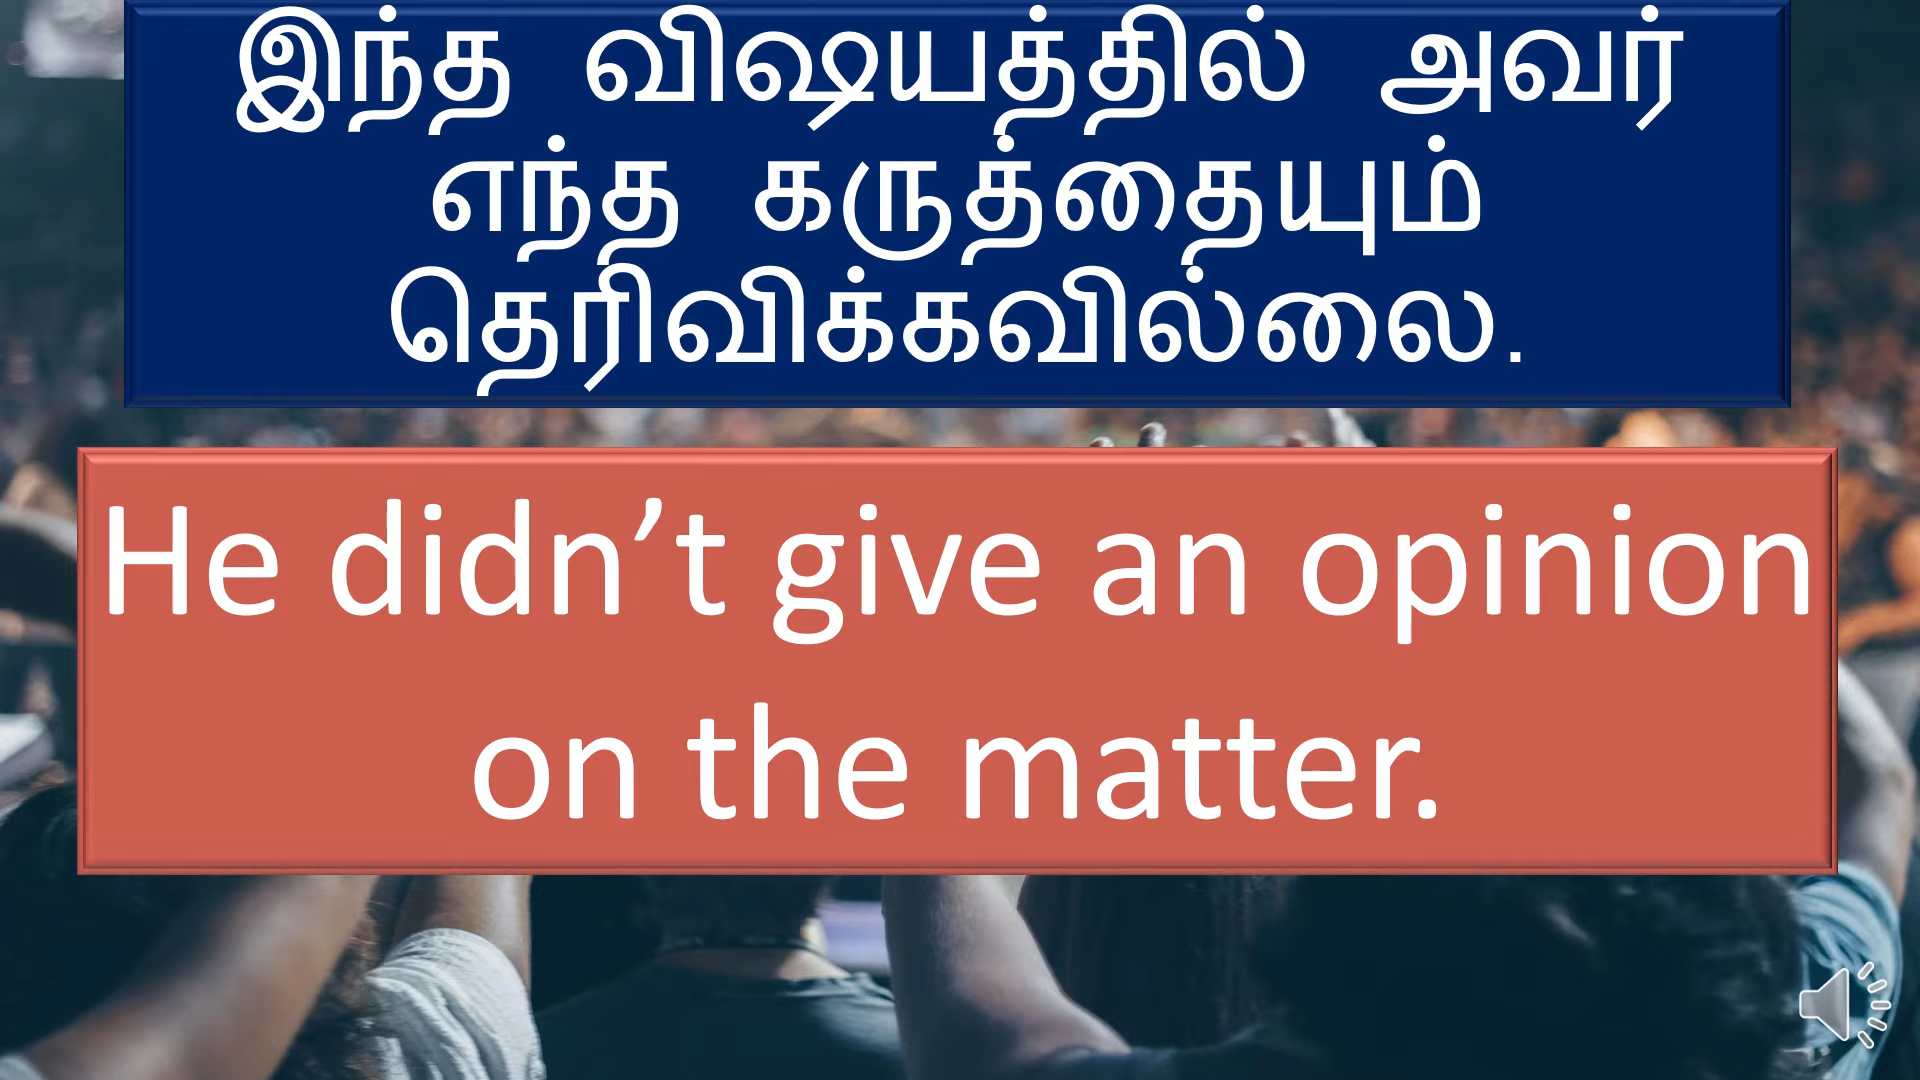 இந்த விஷயத்தில் அவர்
எந்த கருத்தையும்
தெரிவிக்கவில்லை.
He didn’t give an opinion
on the matter.